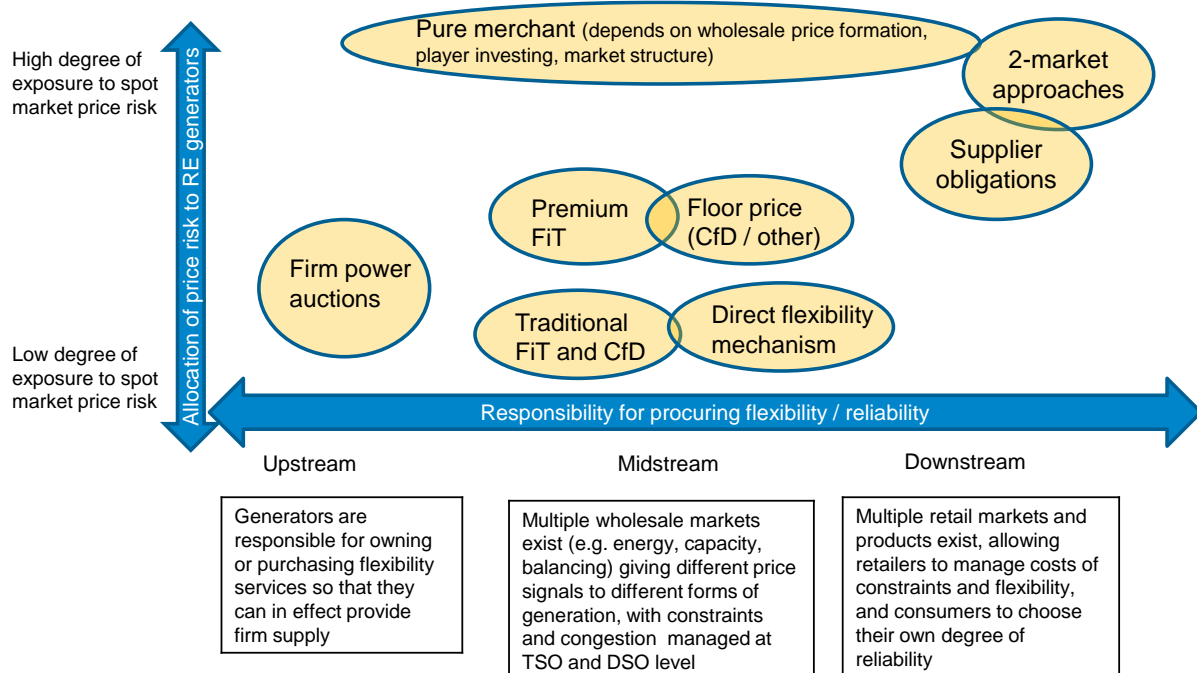 Pure merchant (depends on wholesale price formation,
player investing, market structure)
High degree of
exposure to spot
market price risk
2-market
approaches
Supplier
obligations
Premium
FiT
Floor price
(CfD / other)
Firm power
auctions
Traditional
FiT and CfD
Direct flexibility
mechanism
Low degree of
exposure to spot
market price risk
Allocation of price risk to RE generators
Responsibility for procuring flexibility / reliability
Upstream
Midstream
Downstream
Generators are
responsible for owning
or purchasing flexibility
services so that they
can in effect provide
firm supply
Multiple wholesale markets
exist (e.g. energy, capacity,
balancing) giving different price
signals to different forms of
generation, with constraints
and congestion managed at
TSO and DSO level
Multiple retail markets and
products exist, allowing
retailers to manage costs of
constraints and flexibility,
and consumers to choose
their own degree of
reliability